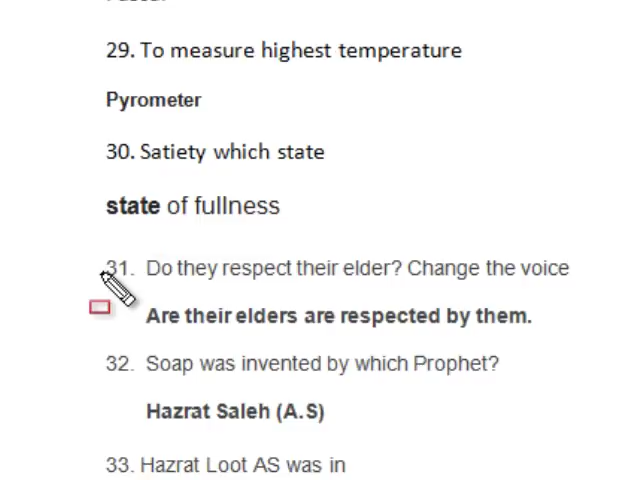 29. To measure highest temperature
Pyrometer
30. Satiety which state
state of fullness
31. Do they respect their elder? Change the voice
Are their elders are respected by them.
32. Soap was invented by which Prophet?
Hazrat Saleh (A.S)
33. Hazrat Loot AS was in